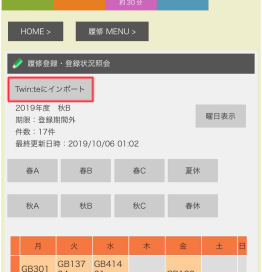 約30分
HOME >
履修 MENU >
履修登録・登録状況照会
Twin:teにインポート
2019年度 秋B
期限：登録期間外
曜日表示
件数：17件
最終更新日時：2019/10/06 01:02
春A 春B 春C 夏休
秋A 秋B 秋C 春休
月 火 水 木 金 土 日
GB137 GB414
GB301